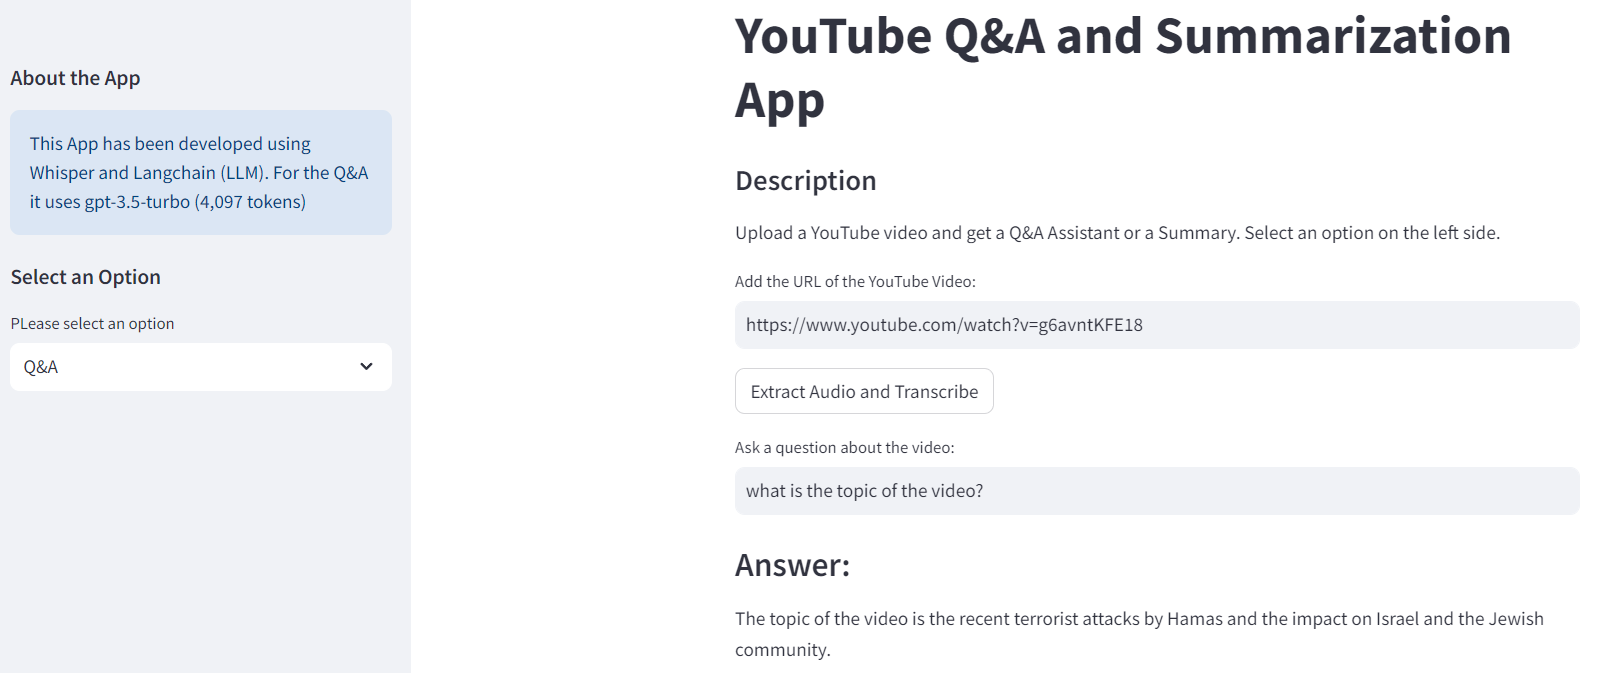 About the App
This App has been developed using
Whisper and Langchain (LLM). For the Q&A
it uses gpt-3.5-turbo (4,097 tokens)
Select an Option
PLease select an option
Q&A
YouTube Q&A and Summarization
App
Description
Upload a YouTube video and get a Q&A Assistant or a Summary. Select an option on the left side.
Add the URL of the YouTube Video:
https://www.youtube.com/watch?v=g6avntKFE18
Extract Audio and Transcribe
Ask a question about the video:
what is the topic of the video?
Answer:
The topic of the video is the recent terrorist attacks by Hamas and the impact on Israel and the Jewish
community.